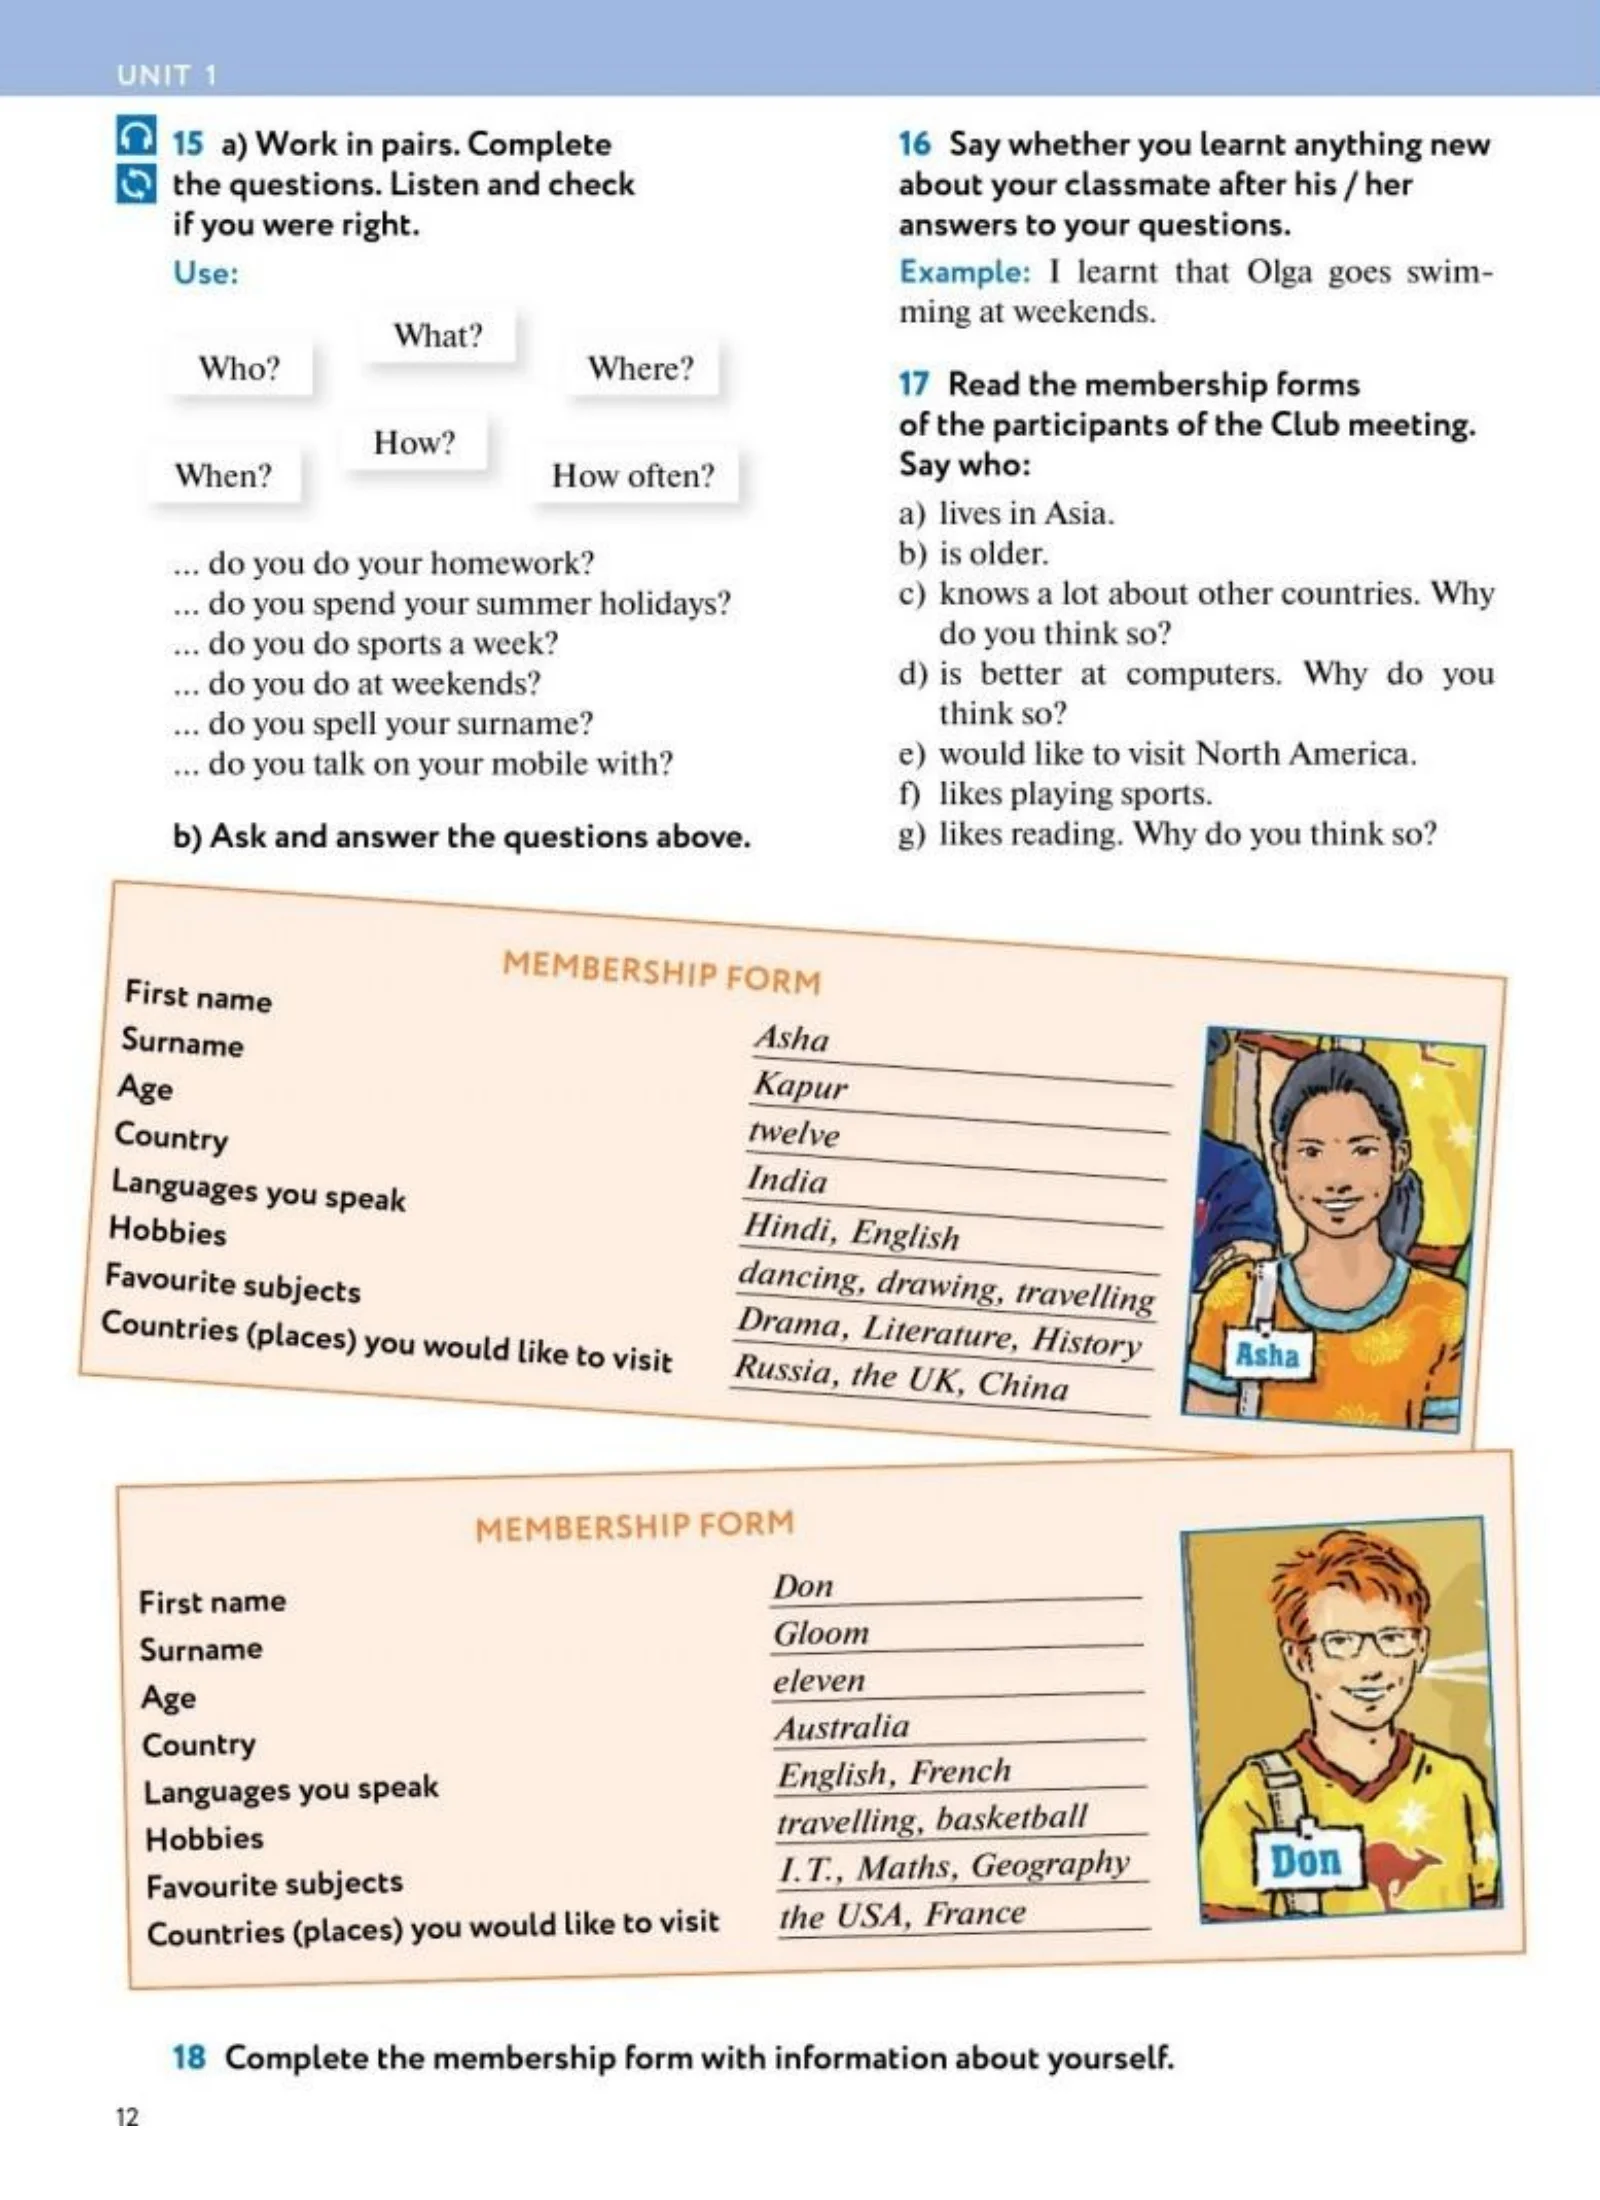 UNIT 1
15 a) Work in pairs. Complete
the questions. Listen and check
if you were right.
Use:
What?
Who?
Where?
How?
When?
How often?
... do you do your homework?
... do you spend your summer holidays?
... do you do sports a week?
... do you do at weekends?
... do you spell your surname?
... do you talk on your mobile with?
b) Ask and answer the questions above.
16 Say whether you learnt anything new
about your classmate after his / her
answers to your questions.
Example: I learnt that Olga goes swim-
ming at weekends.
17 Read the membership forms
of the participants of the Club meeting.
Say who:
a) lives in Asia.
b) is older.
c) knows a lot about other countries. Why
do you think so?
d) is better at computers. Why do you
think so?
e) would like to visit North America.
f) likes playing sports.
g) likes reading. Why do you think so?
MEMBERSHIP FORM
First name
Asha
Surname
Kapur
Age
twelve
Country
India
Languages you speak
Hindi, English
Hobbies
dancing, drawing, travelling
Favourite subjects
Drama, Literature, History
Countries (places) you would like to visit
Russia, the UK, China
Asha
MEMBERSHIP FORM
First name
Don
Surname
Gloom
Age
eleven
Country
Australia
Languages you speak
English, French
Hobbies
travelling, basketball
Favourite subjects
I.T., Maths, Geography
Countries (places) you would like to visit
the USA, France
Don
18 Complete the membership form with information about yourself.
12